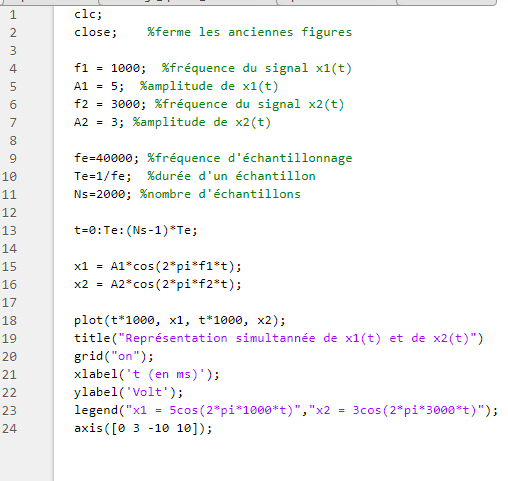 1 clc;
2 close; %ferme les anciennes figures
3
4 f1 = 1000; %fréquence du signal x1(t)
5 A1 = 5; %amplitude de x1(t)
6 f2 = 3000; %fréquence du signal x2(t)
7 A2 = 3; %amplitude de x2(t)
8
9 fe=40000; %fréquence d'échantillonnage
10 Te=1/fe; %durée d'un échantillon
11 Ns=2000; %nombre d'échantillons
12
13 t=0:Te:(Ns-1)*Te;
14
15 x1 = A1*cos(2*pi*f1*t);
16 x2 = A2*cos(2*pi*f2*t);
17
18 plot(t*1000, x1, t*1000, x2);
19 title("Représentation simultannée de x1(t) et de x2(t)")
20 grid("on");
21 xlabel('t (en ms)');
22 ylabel('Volt');
23 legend("x1 = 5cos(2*pi*1000*t)","x2 = 3cos(2*pi*3000*t)");
24 axis([0 3 -10 10]);